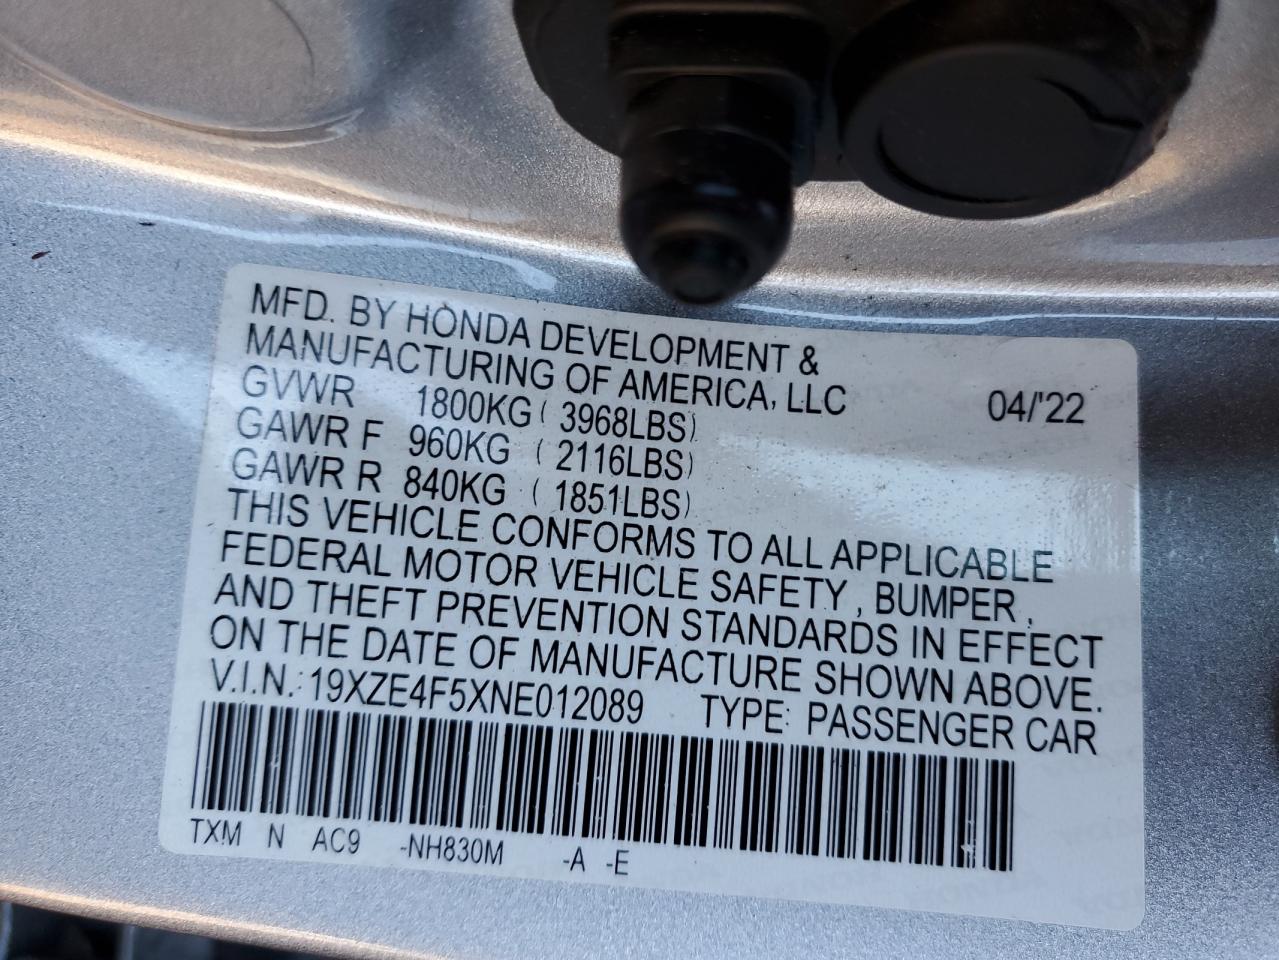 MFD. BY HONDA DEVELOPMENT &
MANUFACTURING OF AMERICA, LLC 04/'22
GVWR 1800KG ( 3968LBS)
GAWR F 960KG ( 2116LBS)
GAWR R 840KG ( 1851LBS)
THIS VEHICLE CONFORMS TO ALL APPLICABLE
FEDERAL MOTOR VEHICLE SAFETY , BUMPER ,
AND THEFT PREVENTION STANDARDS IN EFFECT
ON THE DATE OF MANUFACTURE SHOWN ABOVE.
V.I.N.: 19XZE4F5XNE012089 TYPE: PASSENGER CAR
TXM N AC9 -NH830M -A -E